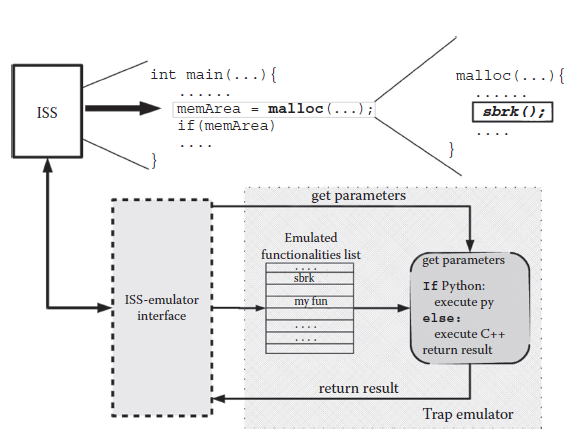 ISS
int main(...){
......
memArea = malloc(...);
if(memArea)
....
}
malloc(...){
......
sbrk();
....
}
get parameters
Emulated
functionalities list
....
sbrk
my fun
....
....
ISS-emulator
interface
get parameters
If Python:
execute py
else:
execute C++
return result
return result
Trap emulator